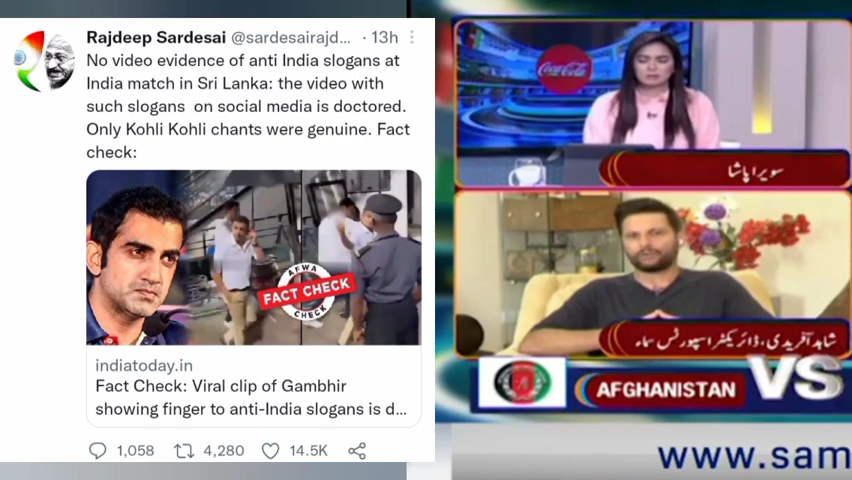 Rajdeep Sardesai @sardesairajd... · 13h
No video evidence of anti India slogans at
India match in Sri Lanka: the video with
such slogans on social media is doctored.
Only Kohli Kohli chants were genuine. Fact
check:
AFWA
FACT CHECK
CHECK
indiatoday.in
Fact Check: Viral clip of Gambhir
showing finger to anti-India slogans is d...
1,058 4,280 14.5K
Coca-Cola
سویرا پاشا
شاہد آفریدی، ڈائریکٹر اسپورٹس سماء
AFGHANISTAN VS
www.sam